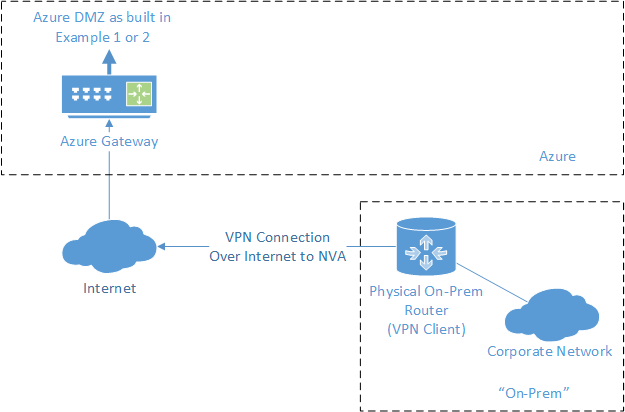 Azure DMZ as built in
Example 1 or 2
Azure Gateway
Azure
VPN Connection
Over Internet to NVA
Internet
Physical On-Prem
Router
(VPN Client)
Corporate Network
“On-Prem”